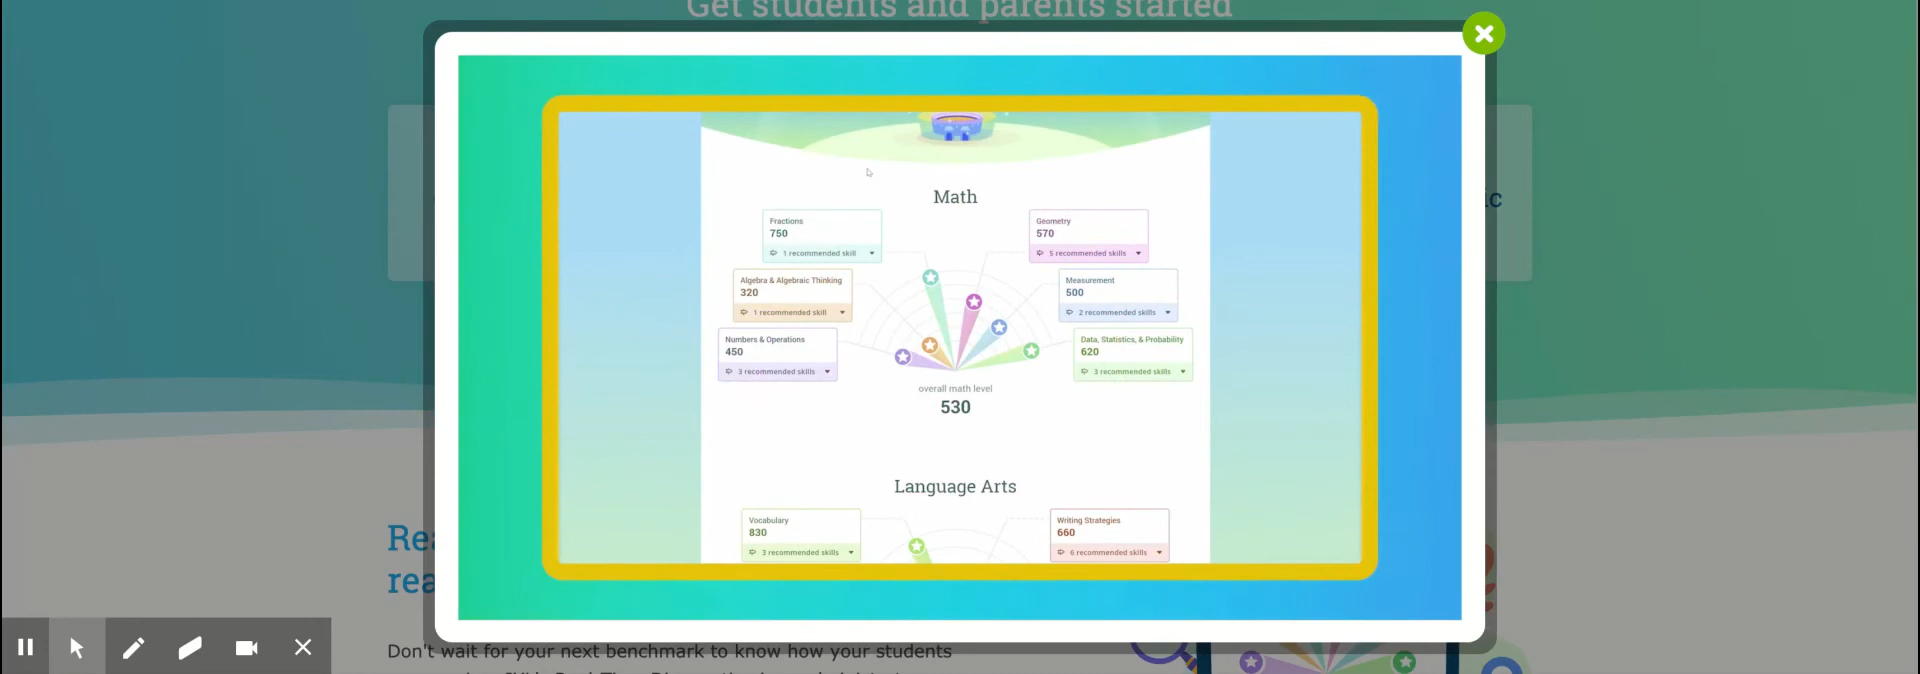 Get students and parents started
ic
Math
Fractions
750
1 recommended skill
Geometry
570
5 recommended skills
Algebra & Algebraic Thinking
320
1 recommended skill
Measurement
500
2 recommended skills
Numbers & Operations
450
3 recommended skills
Data, Statistics, & Probability
620
3 recommended skills
overall math level
530
Language Arts
Vocabulary
830
3 recommended skills
Writing Strategies
660
6 recommended skills
Rea
rea
Don't wait for your next benchmark to know how your students